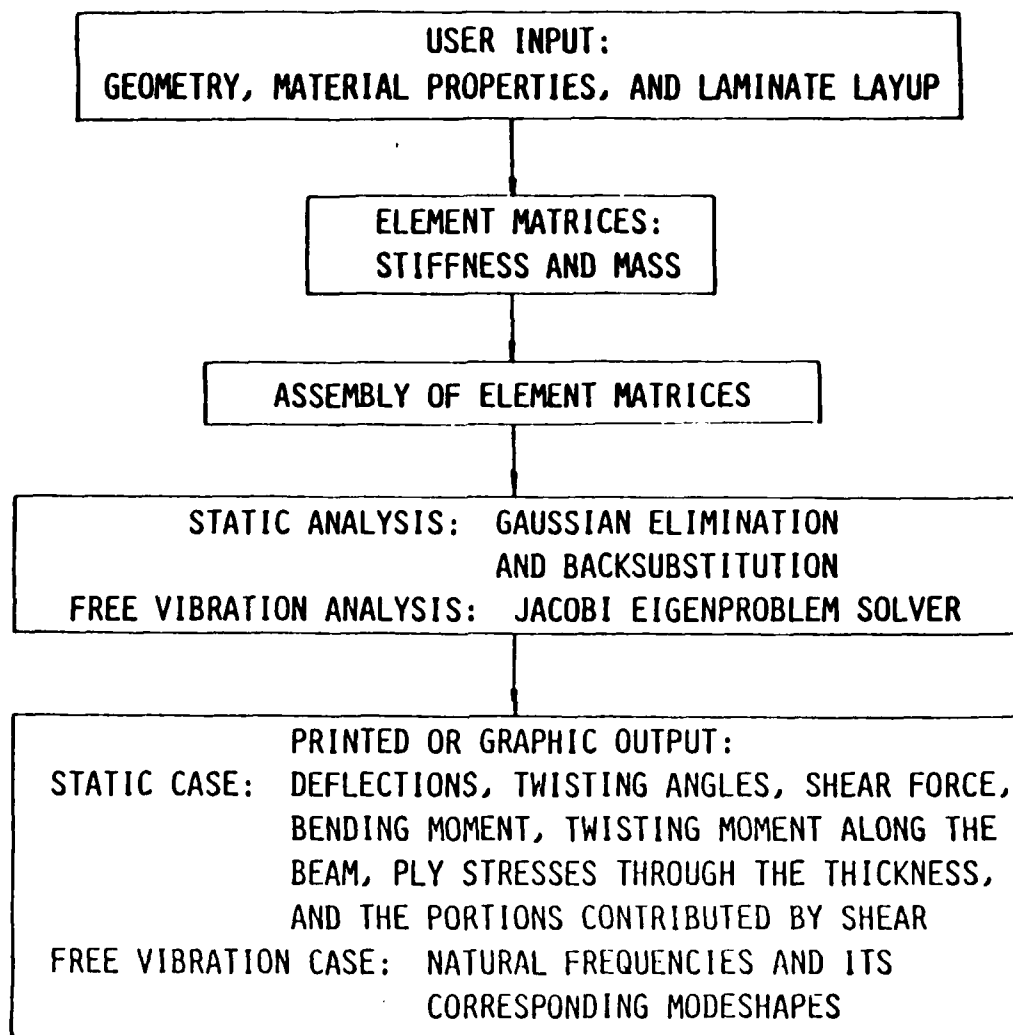 USER INPUT:
GEOMETRY, MATERIAL PROPERTIES, AND LAMINATE LAYUP
ELEMENT MATRICES:
STIFFNESS AND MASS
ASSEMBLY OF ELEMENT MATRICES
STATIC ANALYSIS: GAUSSIAN ELIMINATION
AND BACKSUBSTITUTION
FREE VIBRATION ANALYSIS: JACOBI EIGENPROBLEM SOLVER
PRINTED OR GRAPHIC OUTPUT:
STATIC CASE: DEFLECTIONS, TWISTING ANGLES, SHEAR FORCE,
BENDING MOMENT, TWISTING MOMENT ALONG THE
BEAM, PLY STRESSES THROUGH THE THICKNESS,
AND THE PORTIONS CONTRIBUTED BY SHEAR
FREE VIBRATION CASE: NATURAL FREQUENCIES AND ITS
CORRESPONDING MODESHAPES